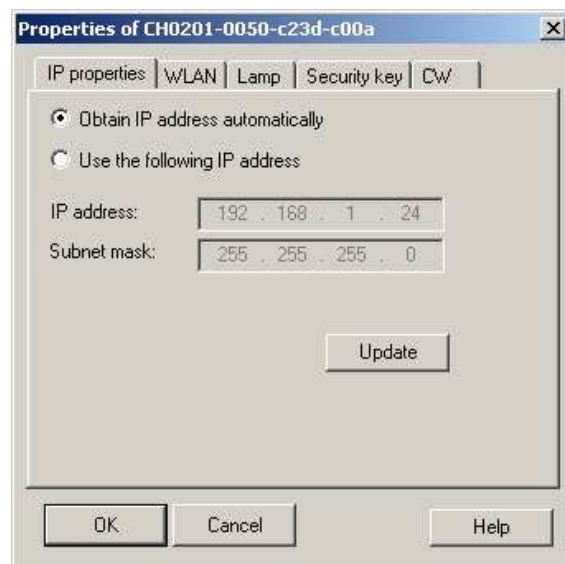 Properties of CH0201-0050-c23d-c00a
IP properties WLAN Lamp Security key CW
Obtain IP address automatically
Use the following IP address
IP address: 192 . 168 . 1 . 24
Subnet mask: 255 . 255 . 255 . 0
Update
OK Cancel Help